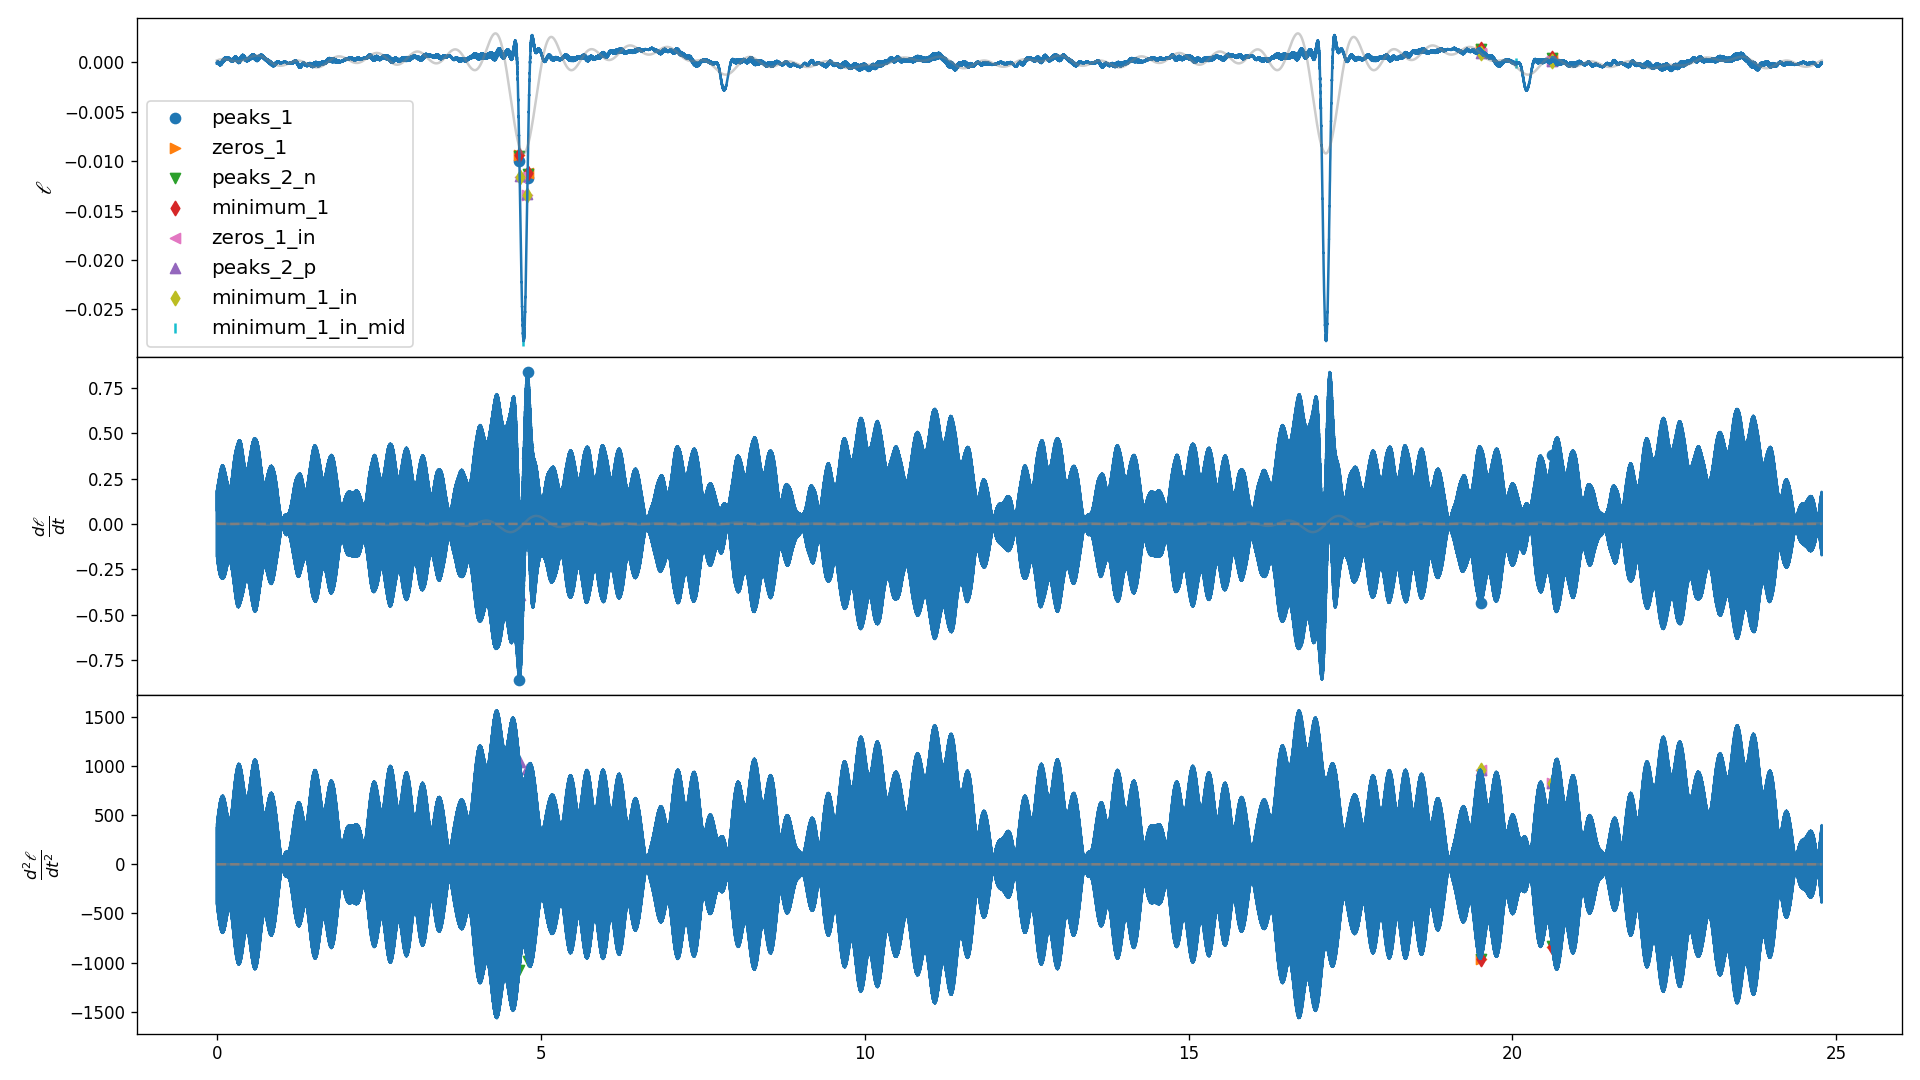 0.000
−0.005
−0.010
−0.015
−0.020
−0.025
ℓ
peaks_1
zeros_1
peaks_2_n
minimum_1
zeros_1_in
peaks_2_p
minimum_1_in
minimum_1_in_mid
0.75
0.50
0.25
0.00
−0.25
−0.50
−0.75
dℓ
dt
1500
1000
500
0
−500
−1000
−1500
d²ℓ
dt²
0 5 10 15 20 25